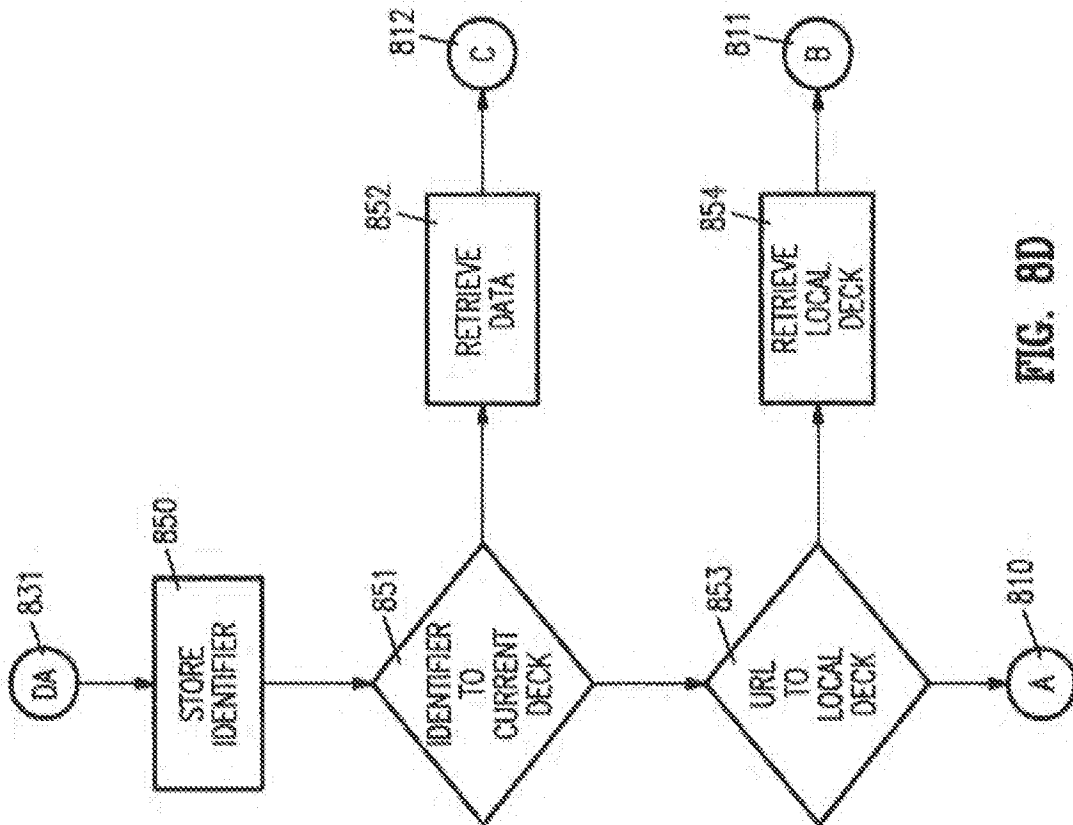 DA
831
STORE
IDENTIFIER
850
IDENTIFIER
TO
CURRENT
DECK
851
RETRIEVE
DATA
852
C
812
URL
TO
LOCAL
DECK
853
RETRIEVE
LOCAL
DECK
854
B
811
A
810
FIG. 8D